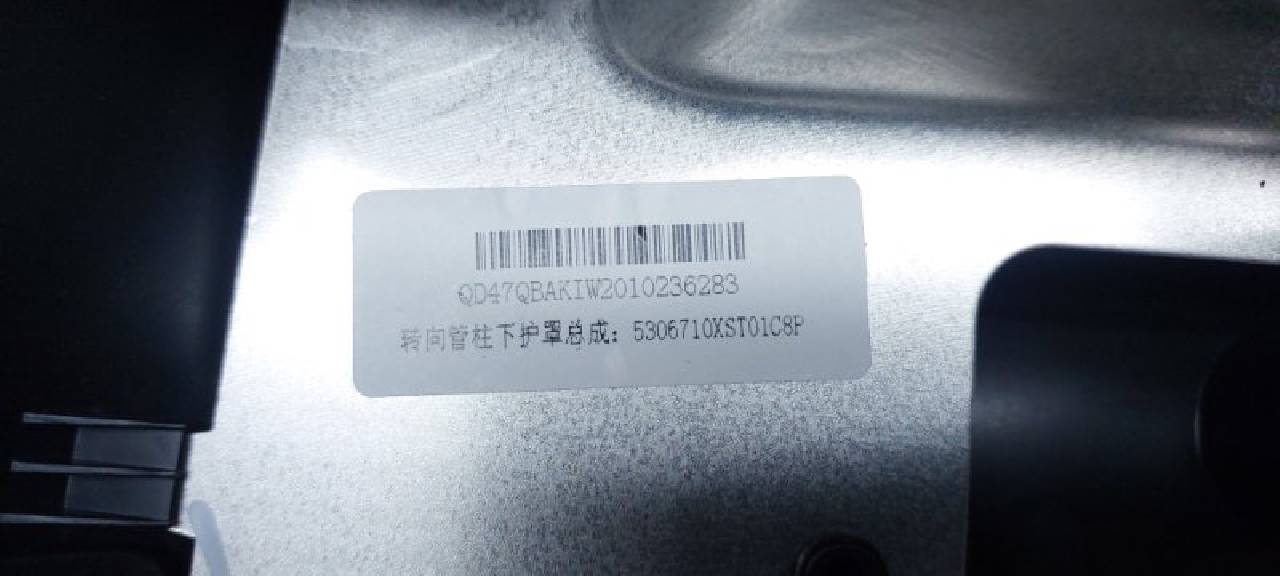 QD47QBAKIW2010236283
转向管柱下护罩总成：5306710XST01C8P